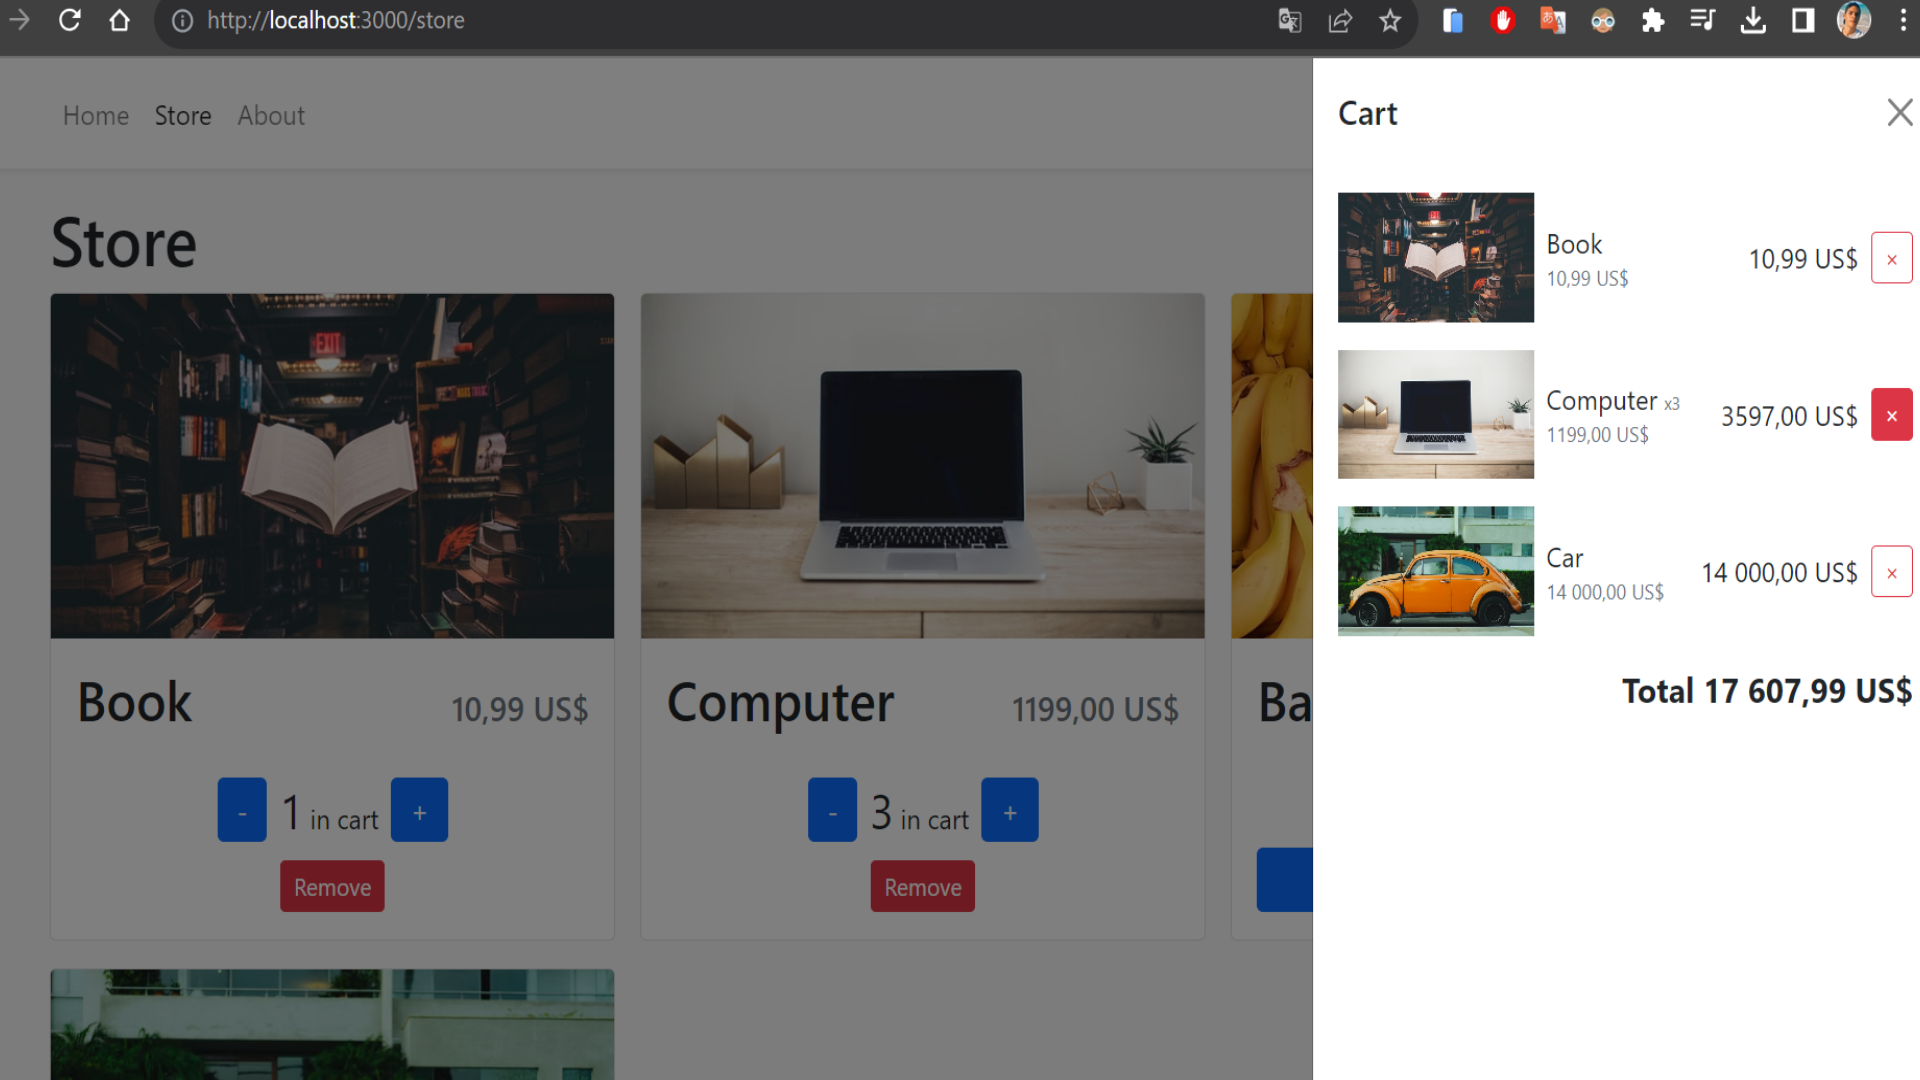 http://localhost:3000/store
Home Store About
Store
EXIT
Book 10,99 US$
- 1 in cart +
Remove
Computer 1199,00 US$
- 3 in cart +
Remove
Ba
Cart
Book
10,99 US$
10,99 US$ ×
Computer x3
1199,00 US$
3597,00 US$ ×
Car
14 000,00 US$
14 000,00 US$ ×
Total 17 607,99 US$